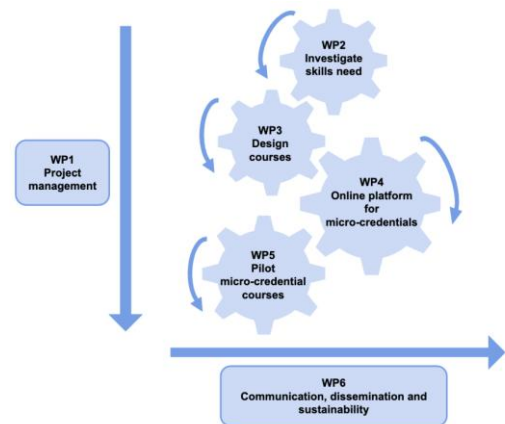 WP2
Investigate
skills need
WP3
Design
courses
WP1
Project
management
WP4
Online platform
for
micro-credentials
WP5
Pilot
micro-credential
courses
WP6
Communication, dissemination and
sustainability